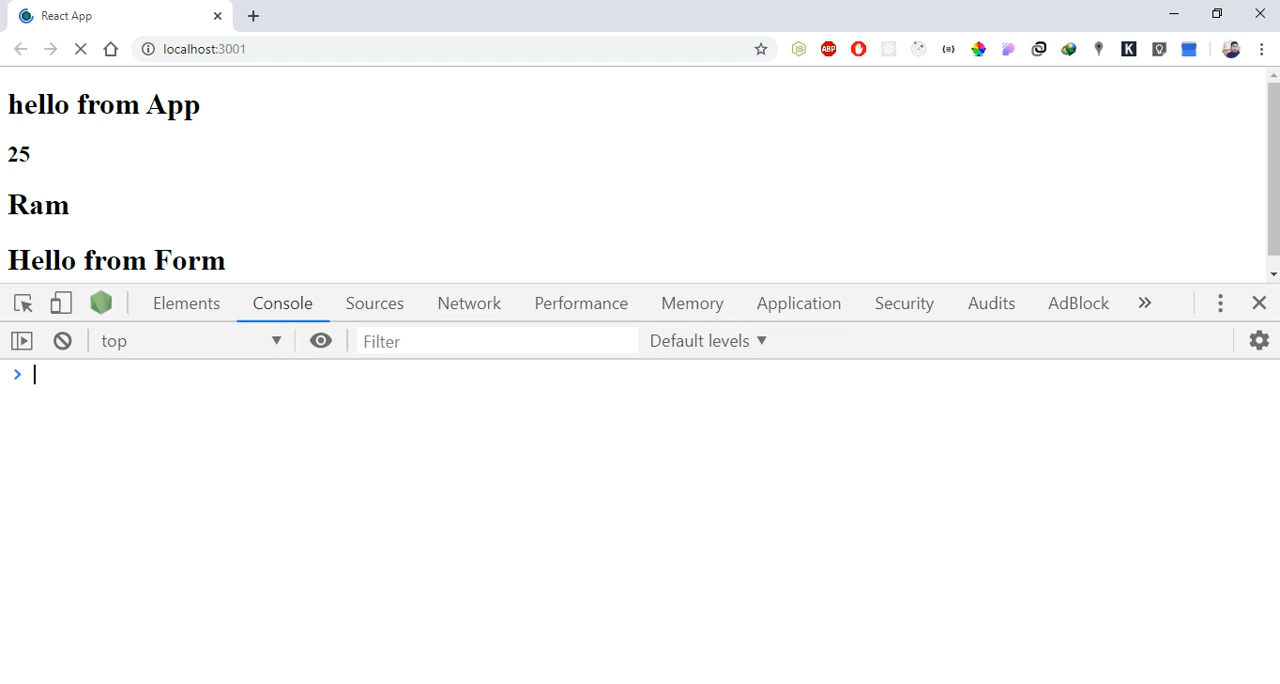 React App
localhost:3001
ABP
{≡}
K
hello from App
25
Ram
Hello from Form
Elements Console Sources Network Performance Memory Application Security Audits AdBlock »
top ▼ Filter Default levels ▼
>